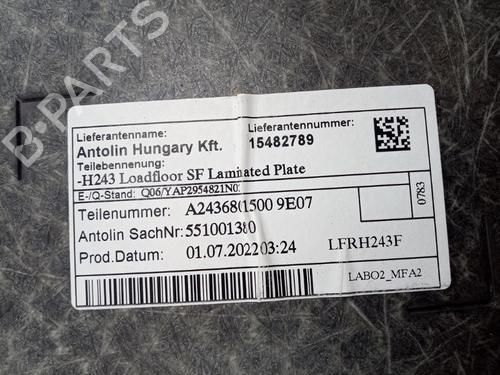 Lieferantenname:
Lieferantennummer:
Antolin Hungary Kft.
15482789
Teilebennenung:
-H243 Loadfloor SF Laminated Plate
E-/Q-Stand: Q06/YAP2954821N0
Teilenummer: A2436801500 9E07
Antolin SachNr: 551001380
Prod.Datum: 01.07.2022 03:24
LFRH243F
0783
LABO2_MFA2
B-PARTS